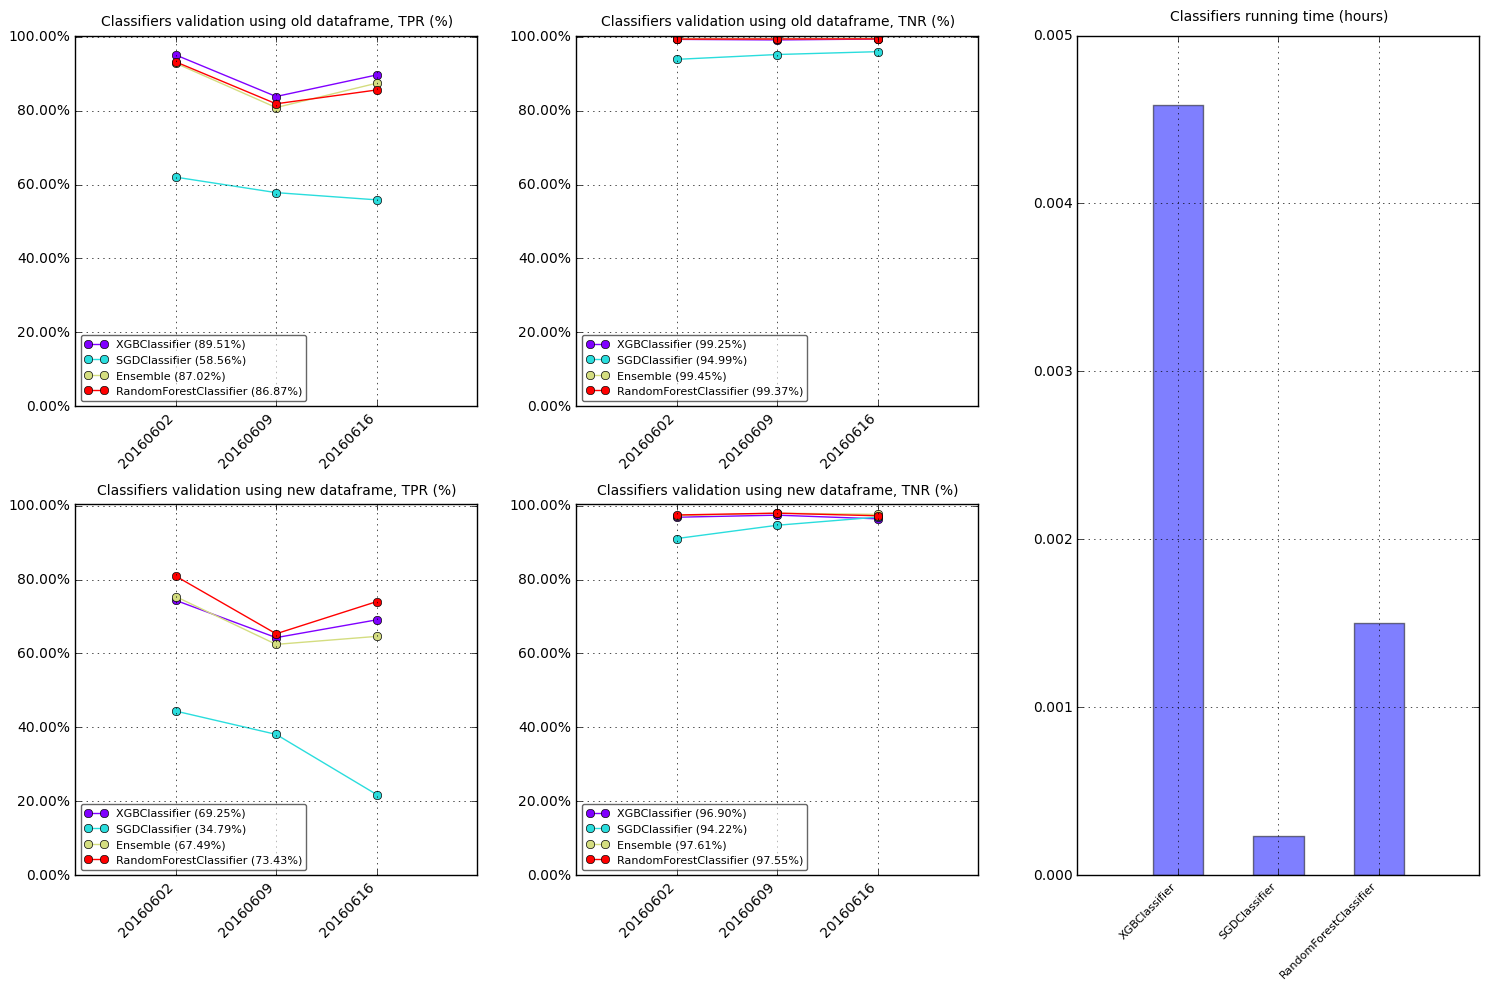 Classifiers validation using old dataframe, TPR (%)
100.00%
80.00%
60.00%
40.00%
20.00%
0.00%
XGBClassifier (89.51%)
SGDClassifier (58.56%)
Ensemble (87.02%)
RandomForestClassifier (86.87%)
20160602
20160609
20160616
Classifiers validation using old dataframe, TNR (%)
100.00%
80.00%
60.00%
40.00%
20.00%
0.00%
XGBClassifier (99.25%)
SGDClassifier (94.99%)
Ensemble (99.45%)
RandomForestClassifier (99.37%)
20160602
20160609
20160616
Classifiers running time (hours)
0.005
0.004
0.003
0.002
0.001
0.000
XGBClassifier
SGDClassifier
RandomForestClassifier
Classifiers validation using new dataframe, TPR (%)
100.00%
80.00%
60.00%
40.00%
20.00%
0.00%
XGBClassifier (69.25%)
SGDClassifier (34.79%)
Ensemble (67.49%)
RandomForestClassifier (73.43%)
20160602
20160609
20160616
Classifiers validation using new dataframe, TNR (%)
100.00%
80.00%
60.00%
40.00%
20.00%
0.00%
XGBClassifier (96.90%)
SGDClassifier (94.22%)
Ensemble (97.61%)
RandomForestClassifier (97.55%)
20160602
20160609
20160616